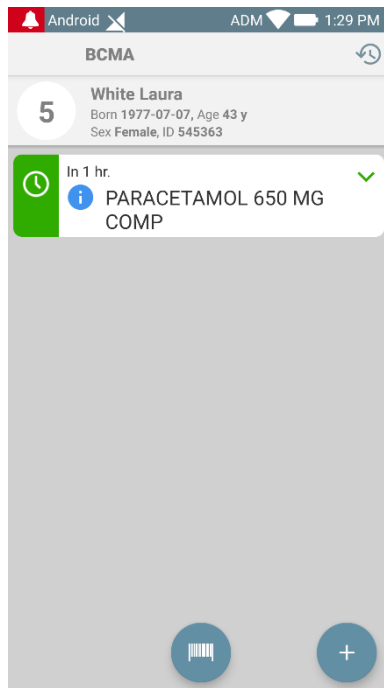 Android ADM 1:29 PM
BCMA
5
White Laura
Born 1977-07-07, Age 43 y
Sex Female, ID 545363
In 1 hr.
i PARACETAMOL 650 MG
COMP
+